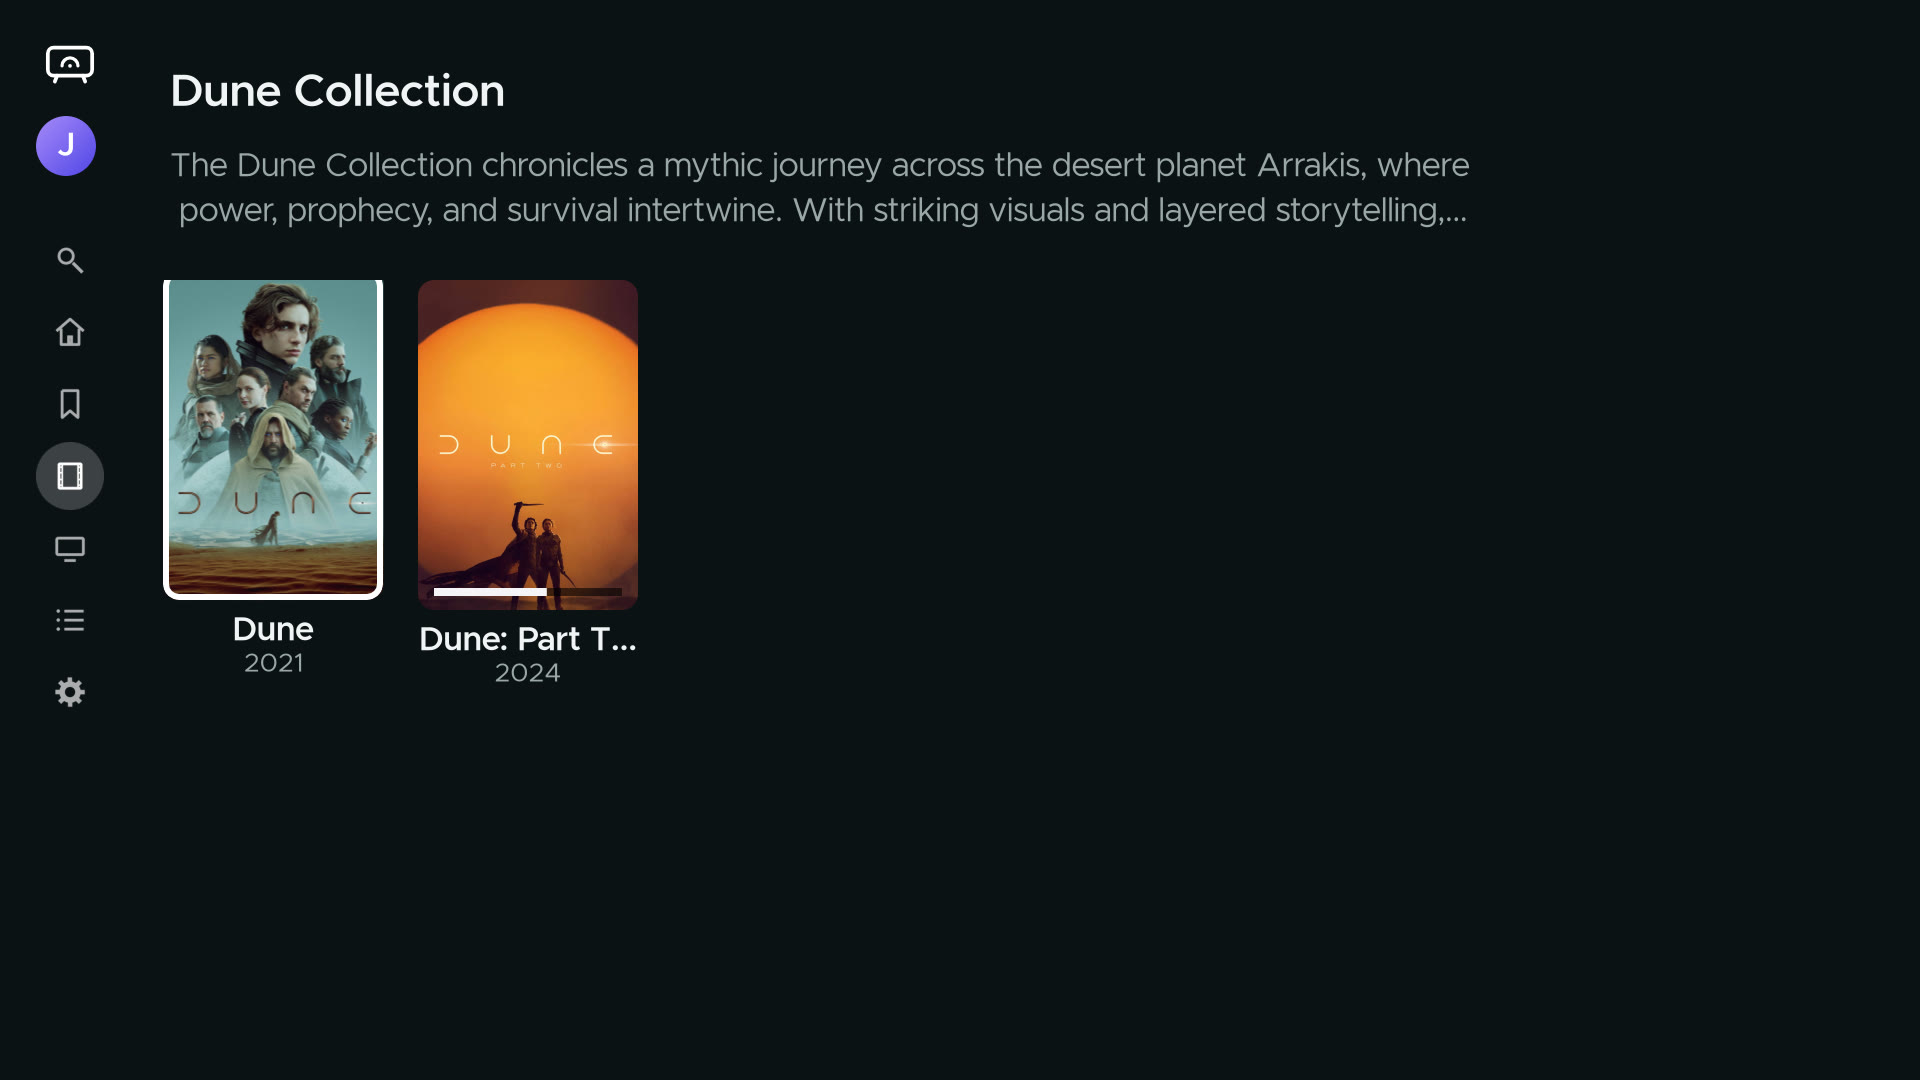 Dune Collection
J
The Dune Collection chronicles a mythic journey across the desert planet Arrakis, where
power, prophecy, and survival intertwine. With striking visuals and layered storytelling,...
DUNE
DUNE
PART TWO
Dune
2021
Dune: Part T...
2024